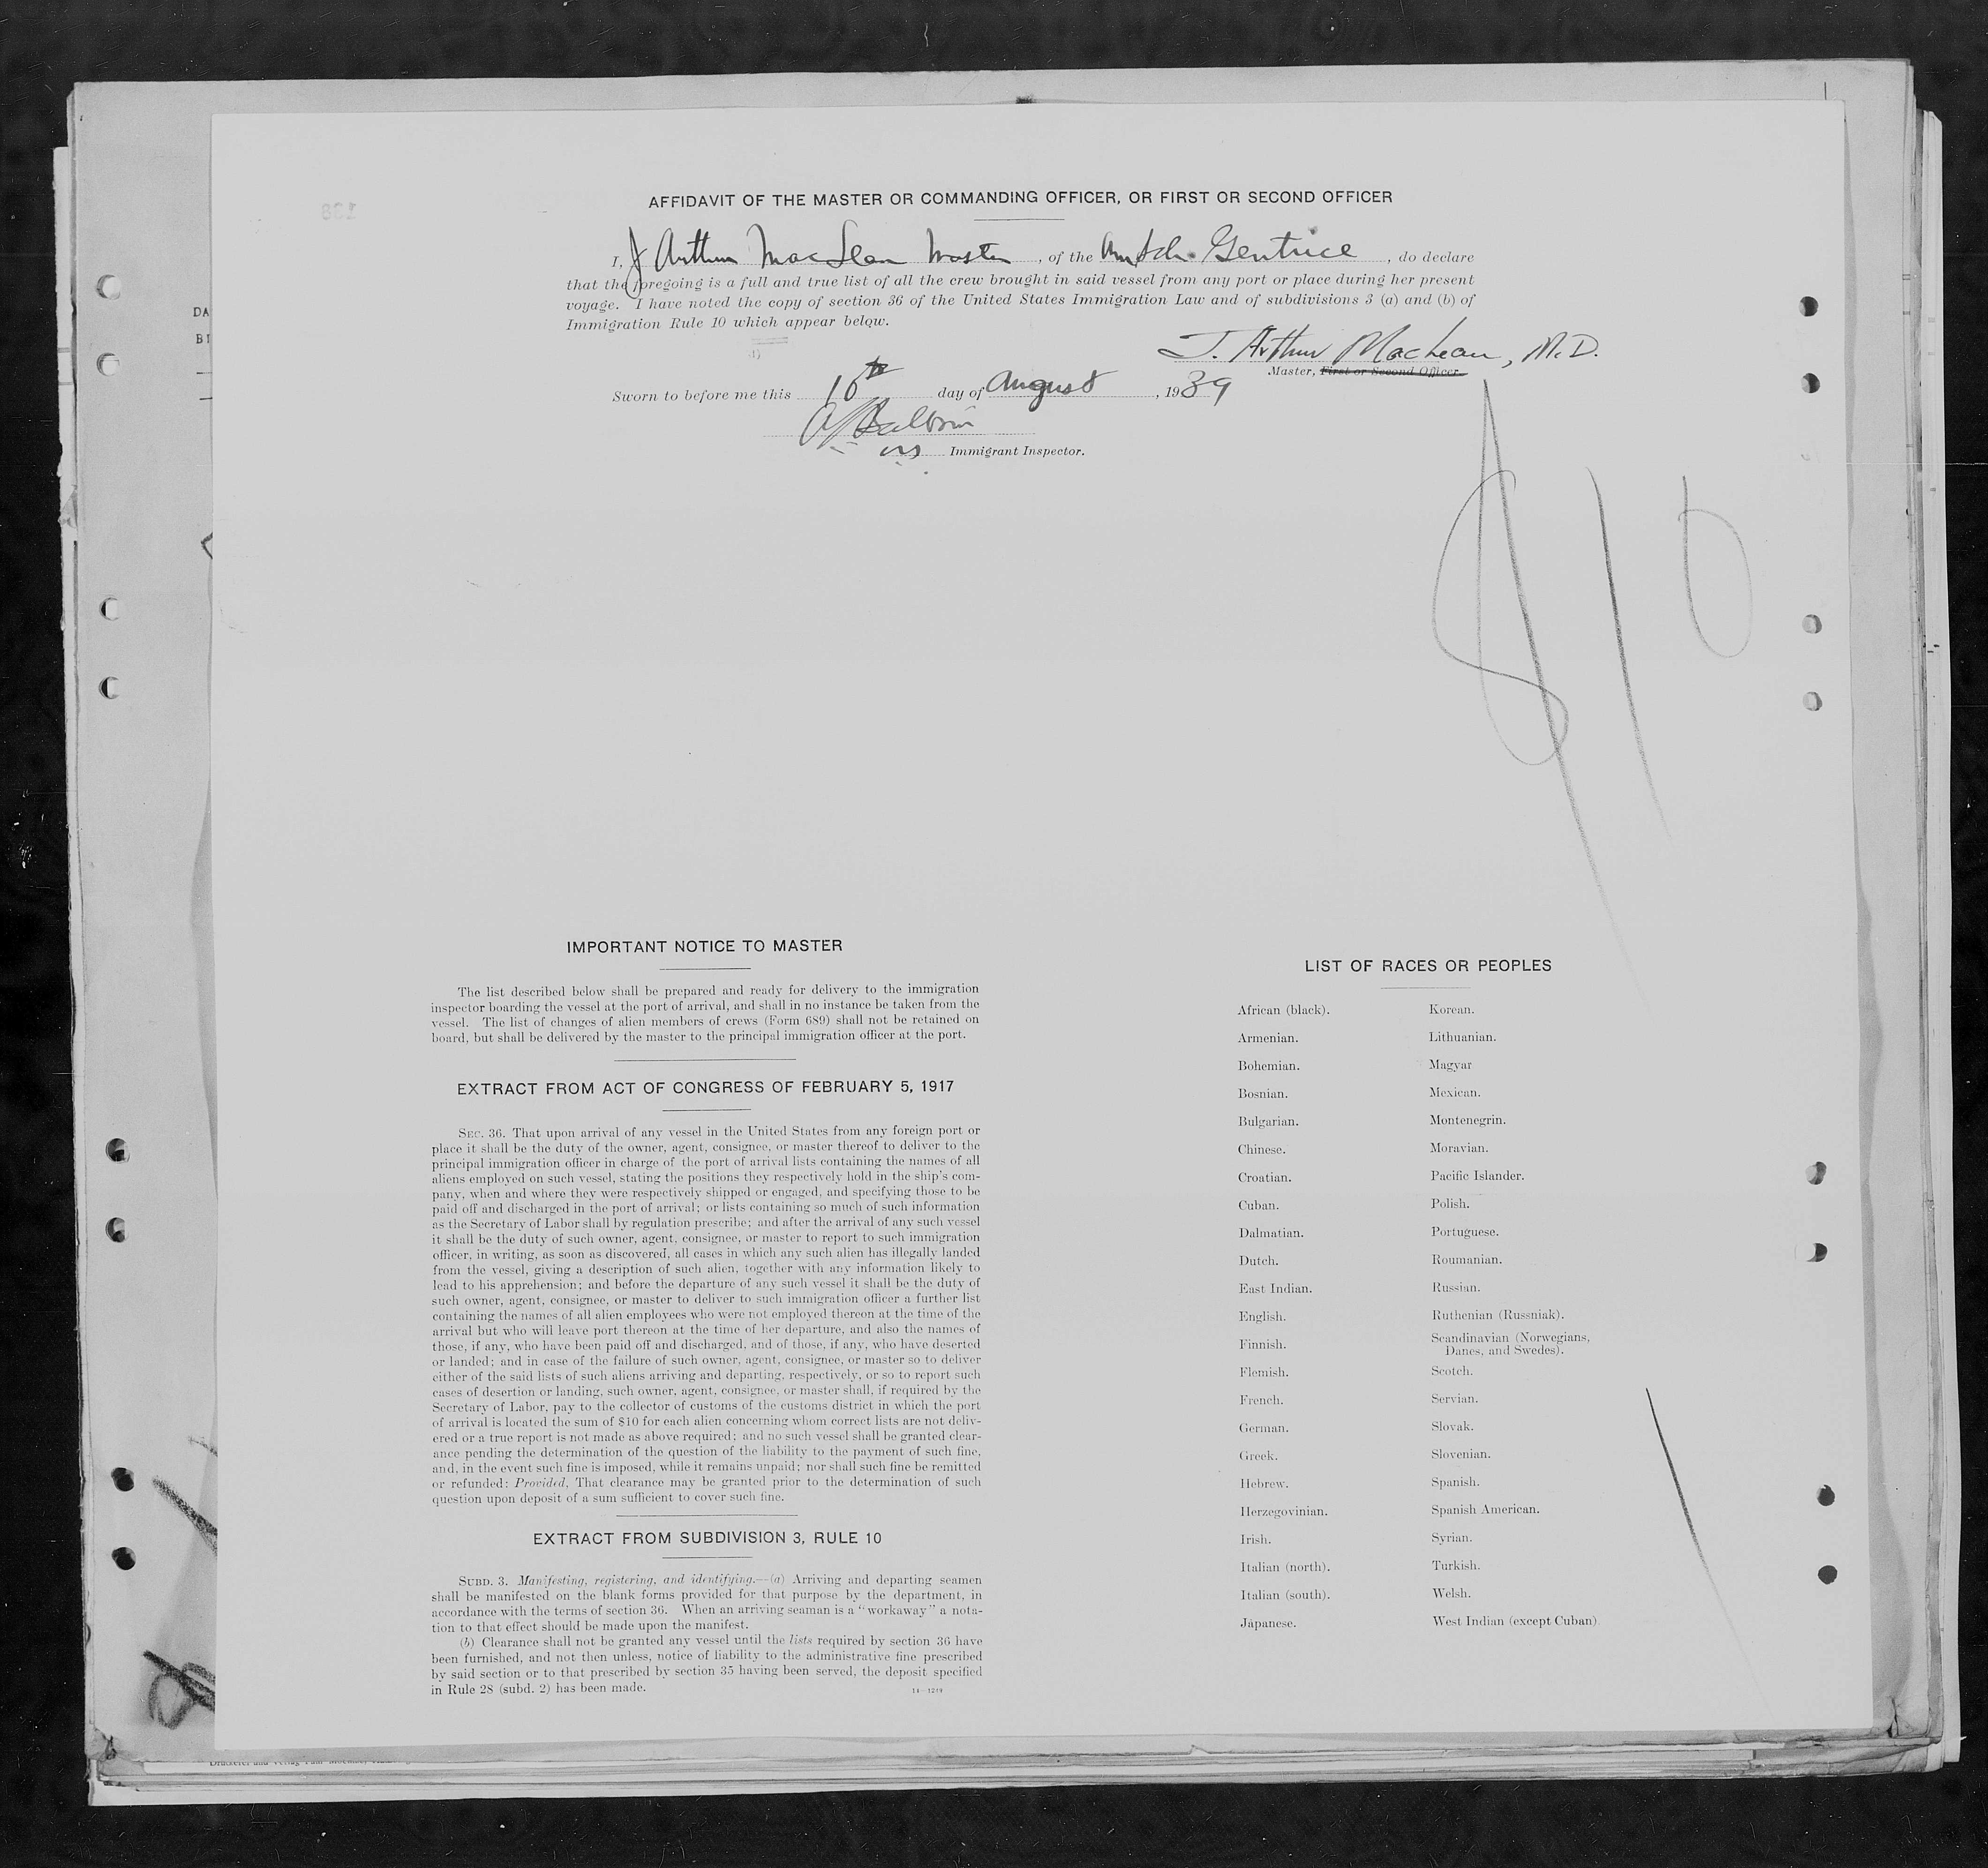 AFFIDAVIT OF THE MASTER OR COMMANDING OFFICER, OR FIRST OR SECOND OFFICER
I, J Arthur MacLean Master, of the Am Sch. Gertrice, do declare
that the foregoing is a full and true list of all the crew brought in said vessel from any port or place during her present
voyage. I have noted the copy of section 36 of the United States Immigration Law and of subdivisions 3 (a) and (b) of
Immigration Rule 10 which appear below.
J. Arthur MacLean, M.D.
Master, First or Second Officer.
Sworn to before me this 10th day of August, 1939
Baldwin
Immigrant Inspector.
810
IMPORTANT NOTICE TO MASTER
The list described below shall be prepared and ready for delivery to the immigration
inspector boarding the vessel at the port of arrival, and shall in no instance be taken from the
vessel. The list of changes of alien members of crews (Form 689) shall not be retained on
board, but shall be delivered by the master to the principal immigration officer at the port.
EXTRACT FROM ACT OF CONGRESS OF FEBRUARY 5, 1917
SEC. 36. That upon arrival of any vessel in the United States from any foreign port or
place it shall be the duty of the owner, agent, consignee, or master thereof to deliver to the
principal immigration officer in charge of the port of arrival lists containing the names of all
aliens employed on such vessel, stating the positions they respectively hold in the ship's com-
pany, when and where they were respectively shipped or engaged, and specifying those to be
paid off and discharged in the port of arrival; or lists containing so much of such information
as the Secretary of Labor shall by regulation prescribe; and after the arrival of any such vessel
it shall be the duty of such owner, agent, consignee, or master to report to such immigration
officer, in writing, as soon as discovered, all cases in which any such alien has illegally landed
from the vessel, giving a description of such alien, together with any information likely to
lead to his apprehension; and before the departure of any such vessel it shall be the duty of
such owner, agent, consignee, or master to deliver to such immigration officer a further list
containing the names of all alien employees who were not employed thereon at the time of the
arrival but who will leave port thereon at the time of her departure, and also the names of
those, if any, who have been paid off and discharged, and of those, if any, who have deserted
or landed; and in case of the failure of such owner, agent, consignee, or master so to deliver
either of the said lists of such aliens arriving and departing, respectively, or so to report such
cases of desertion or landing, such owner, agent, consignee, or master shall, if required by the
Secretary of Labor, pay to the collector of customs of the customs district in which the port
of arrival is located the sum of $10 for each alien concerning whom correct lists are not deliv-
ered or a true report is not made as above required; and no such vessel shall be granted clear-
ance pending the determination of the question of the liability to the payment of such fine,
and, in the event such fine is imposed, while it remains unpaid; nor shall such fine be remitted
or refunded: Provided, That clearance may be granted prior to the determination of such
question upon deposit of a sum sufficient to cover such fine.
EXTRACT FROM SUBDIVISION 3, RULE 10
SUBD. 3. Manifesting, registering, and identifying.—(a) Arriving and departing seamen
shall be manifested on the blank forms provided for that purpose by the department, in
accordance with the terms of section 36. When an arriving seaman is a "workaway" a nota-
tion to that effect should be made upon the manifest.
(b) Clearance shall not be granted any vessel until the lists required by section 36 have
been furnished, and not then unless, notice of liability to the administrative fine prescribed
by said section or to that prescribed by section 35 having been served, the deposit specified
in Rule 28 (subd. 2) has been made.
14—1249
LIST OF RACES OR PEOPLES
African (black).
Armenian.
Bohemian.
Bosnian.
Bulgarian.
Chinese.
Croatian.
Cuban.
Dalmatian.
Dutch.
East Indian.
English.
Finnish.
Flemish.
French.
German.
Greek.
Hebrew.
Herzegovinian.
Irish.
Italian (north).
Italian (south).
Japanese.
Korean.
Lithuanian.
Magyar
Mexican.
Montenegrin.
Moravian.
Pacific Islander.
Polish.
Portuguese.
Roumanian.
Russian.
Ruthenian (Russniak).
Scandinavian (Norwegians,
Danes, and Swedes).
Scotch.
Servian.
Slovak.
Slovenian.
Spanish.
Spanish American.
Syrian.
Turkish.
Welsh.
West Indian (except Cuban)